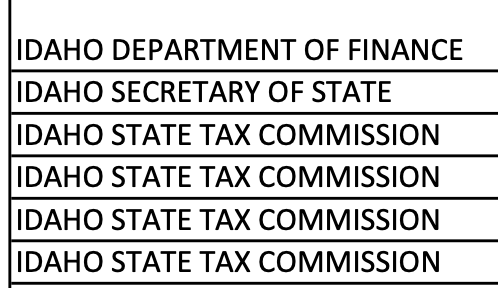 IDAHO DEPARTMENT OF FINANCE
IDAHO SECRETARY OF STATE
IDAHO STATE TAX COMMISSION
IDAHO STATE TAX COMMISSION
IDAHO STATE TAX COMMISSION
IDAHO STATE TAX COMMISSION